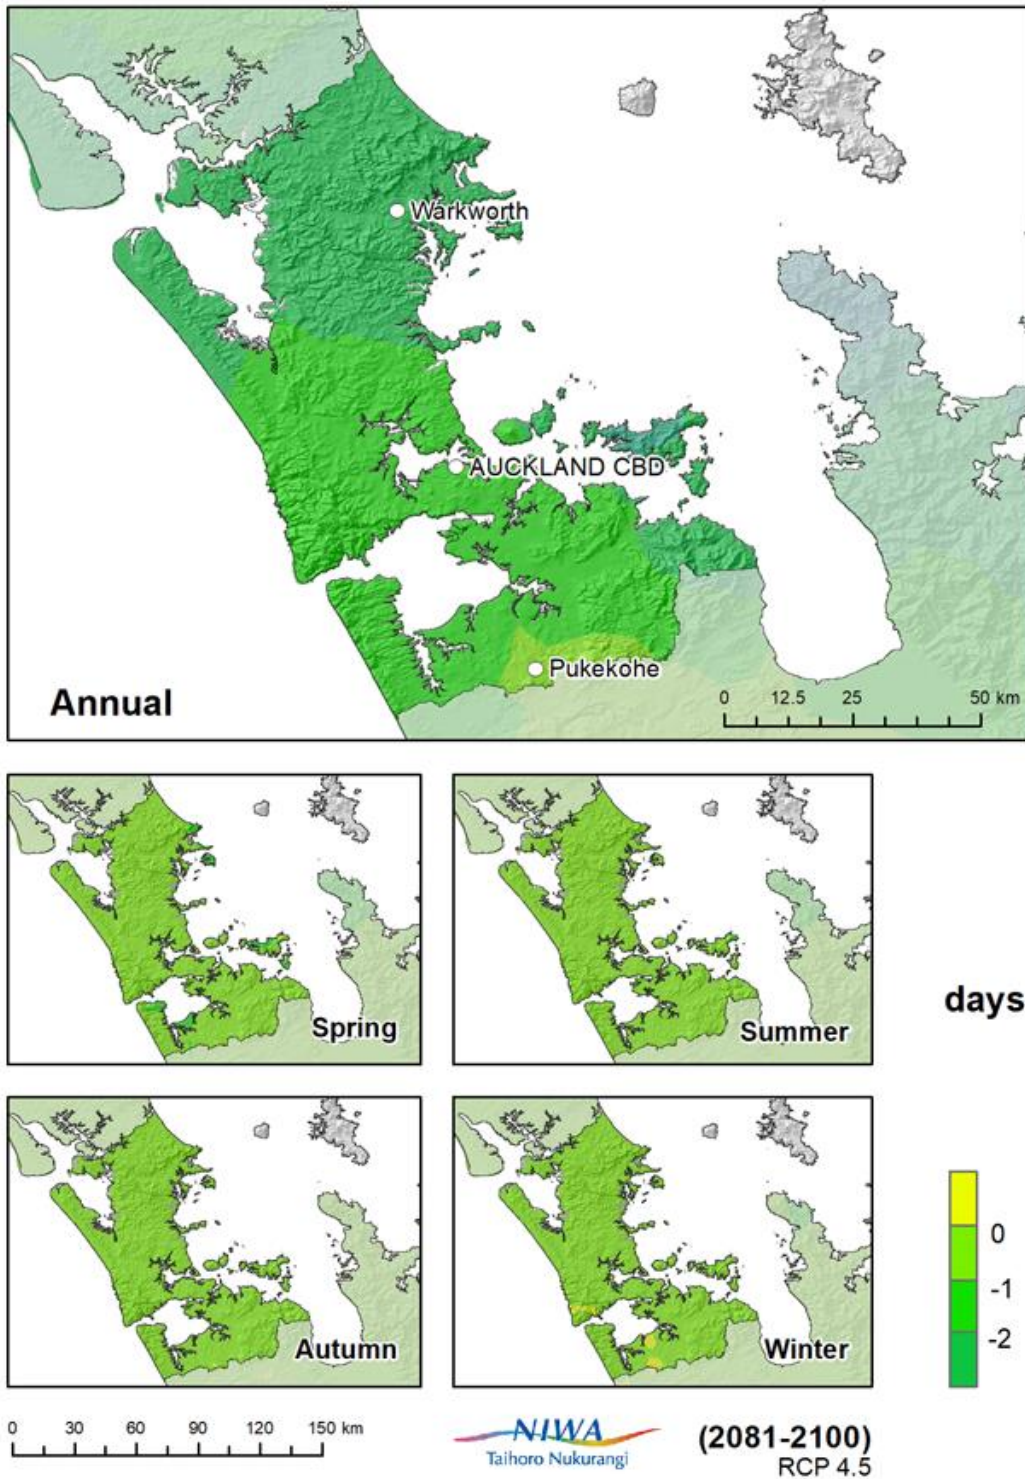 Warkworth
AUCKLAND CBD
Pukekohe
Annual
0 12.5 25 50 km
Spring
Summer
days
Autumn
Winter
0
-1
-2
0 30 60 90 120 150 km
NIWA
Taihoro Nukurangi
(2081-2100)
RCP 4.5